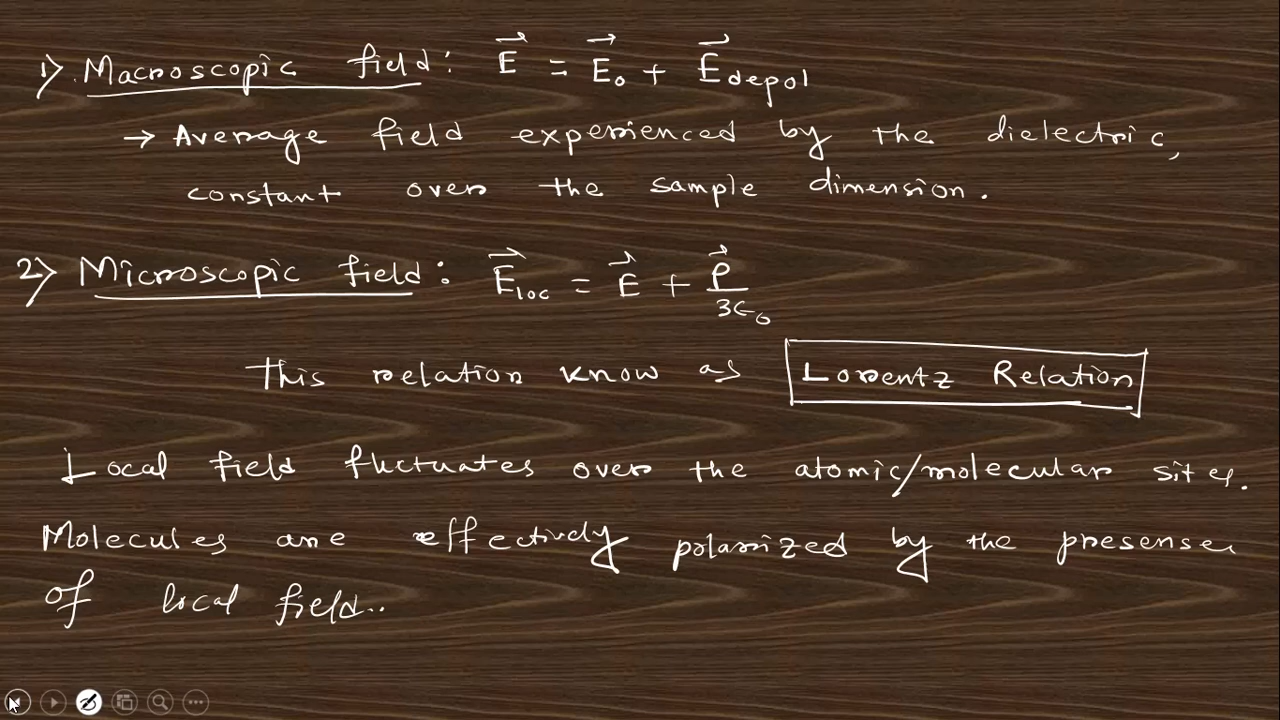 1) Macroscopic field: E⃗ = E⃗₀ + E⃗depol
→ Average field experienced by the dielectric,
constant over the sample dimension.
2) Microscopic field: E⃗loc = E⃗ + P⃗/3ϵ₀
This relation know as Lorentz Relation
Local field fluctuates over the atomic/molecular sites.
Molecules are effectively polarized by the presense
of local field..